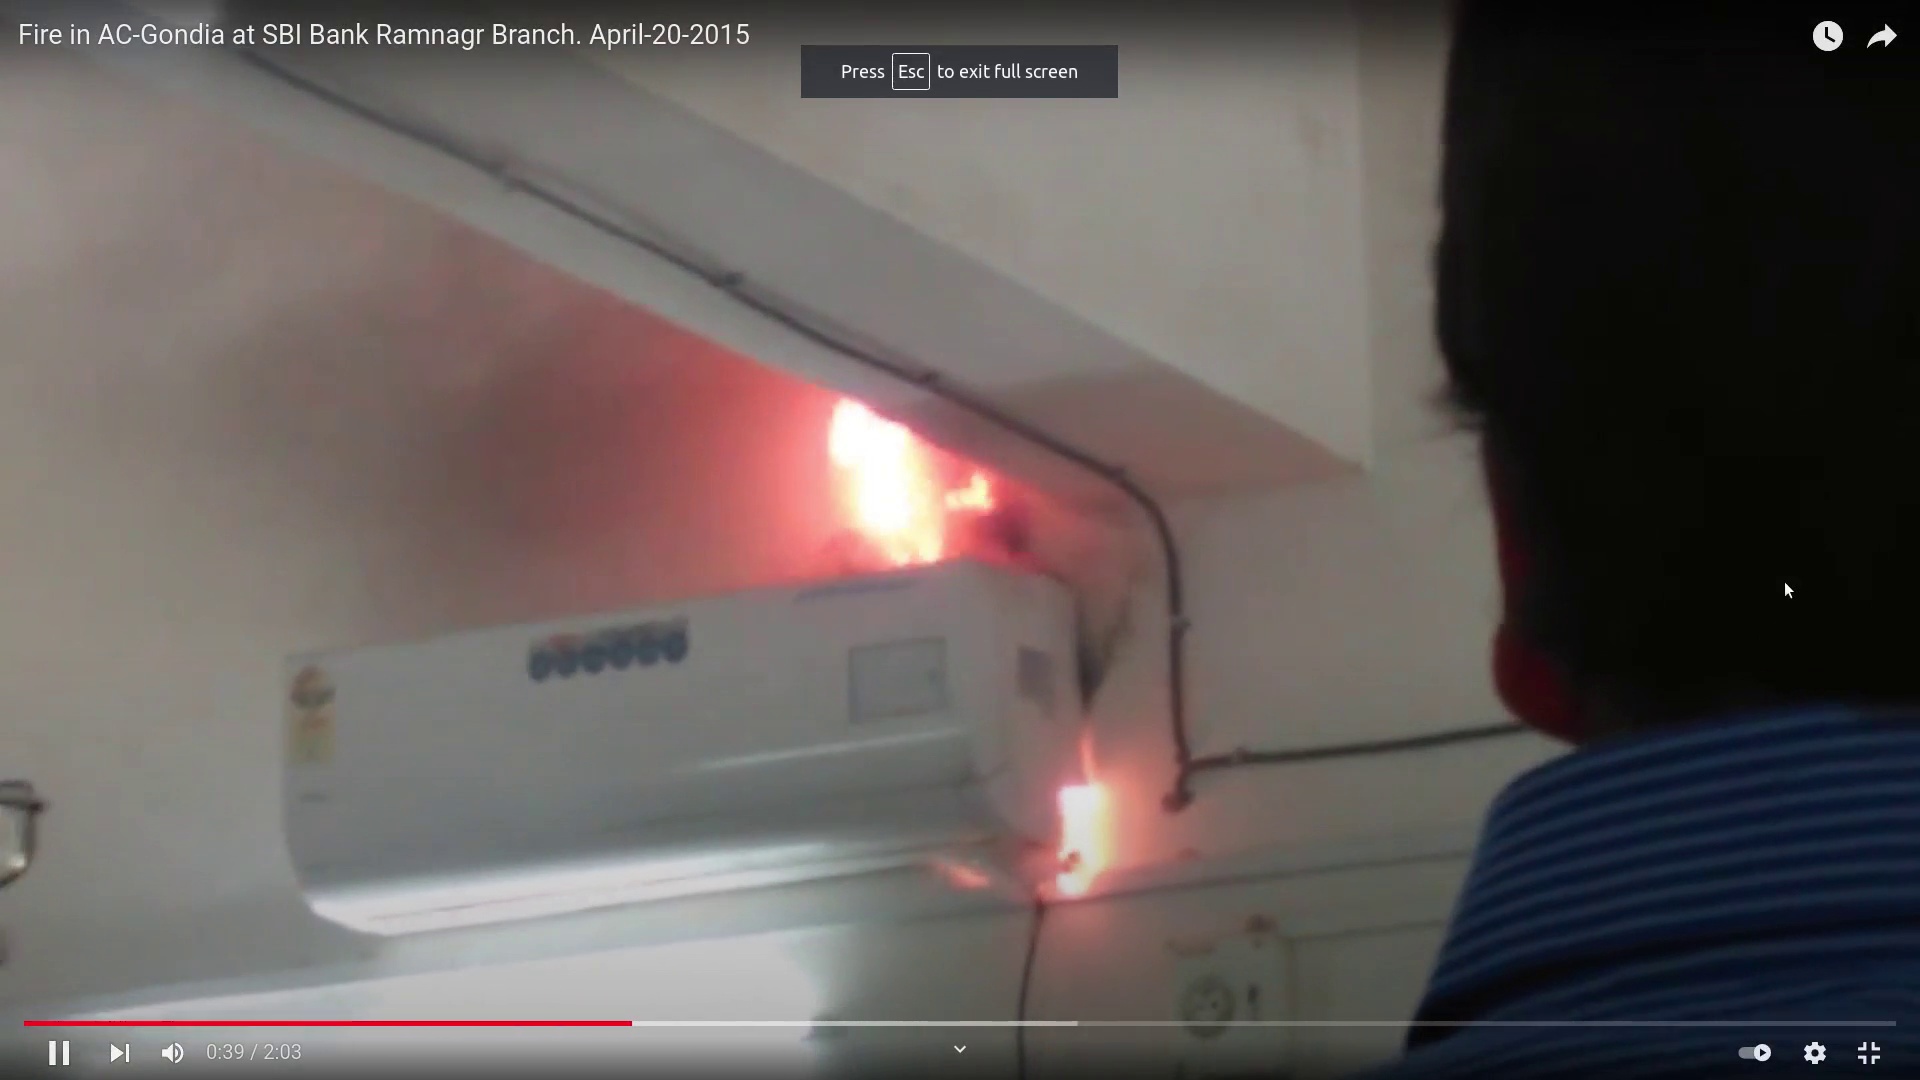 Fire in AC-Gondia at SBI Bank Ramnagr Branch. April-20-2015
Press Esc to exit full screen
0:39 / 2:03